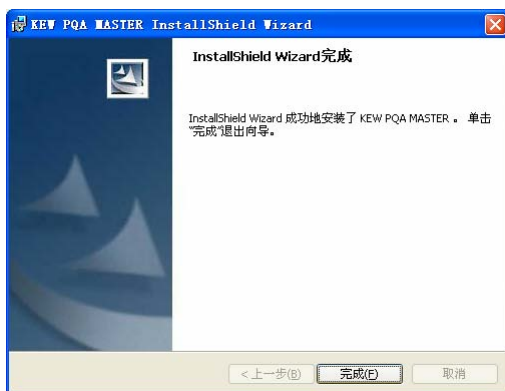 KEW PQA MASTER InstallShield Wizard
InstallShield Wizard完成
InstallShield Wizard 成功地安装了 KEW PQA MASTER 。 单击
“完成”退出向导。
<上一步(B)
完成(F)
取消